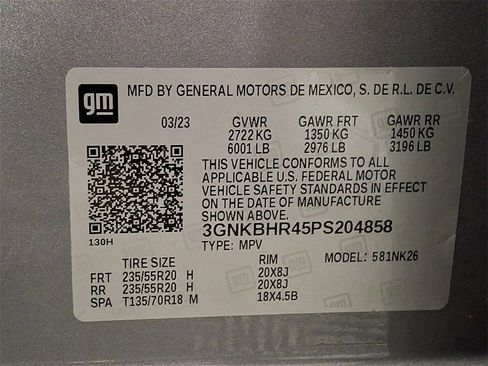 gm MFD BY GENERAL MOTORS DE MEXICO, S. DE R.L. DE C.V.
03/23 GVWR GAWR FRT GAWR RR
2722 KG 1350 KG 1450 KG
6001 LB 2976 LB 3196 LB
THIS VEHICLE CONFORMS TO ALL
APPLICABLE U.S. FEDERAL MOTOR
VEHICLE SAFETY STANDARDS IN EFFECT
ON THE DATE OF MANUFACTURE
SHOWN ABOVE.
3GNKBHR45PS204858
130H TYPE: MPV
TIRE SIZE RIM MODEL: 581NK26
FRT 235/55R20 H 20X8J
RR 235/55R20 H 20X8J
SPA T135/70R18 M 18X4.5B